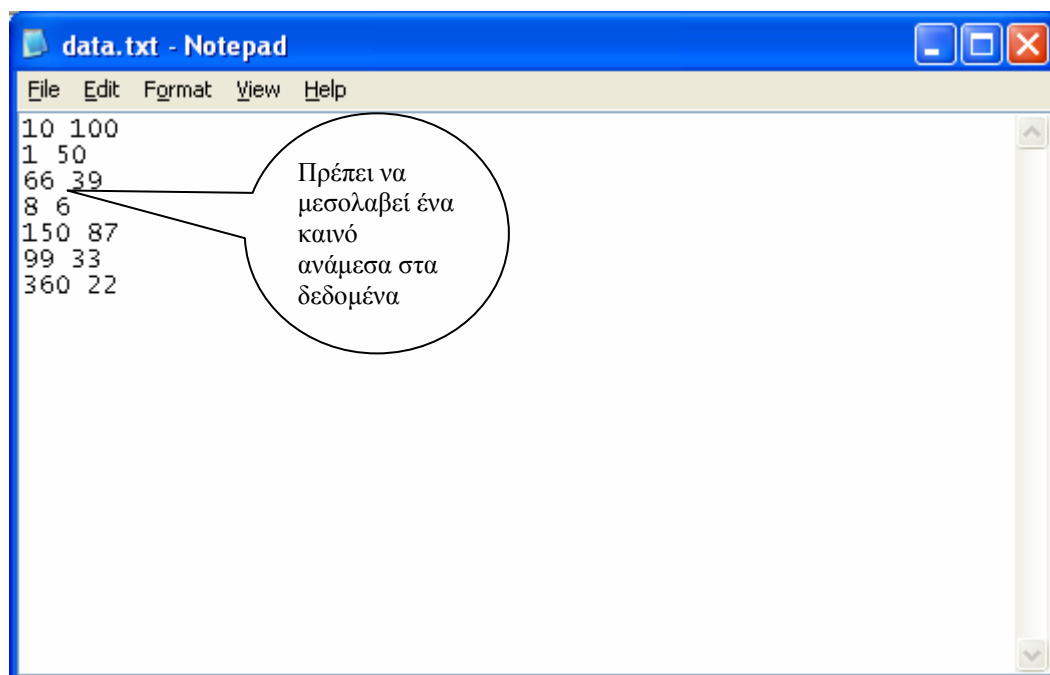 data.txt - Notepad
File Edit Format View Help
10 100
1 50
66 39
8 6
150 87
99 33
360 22
Πρέπει να
μεσολαβεί ένα
καινό
ανάμεσα στα
δεδομένα